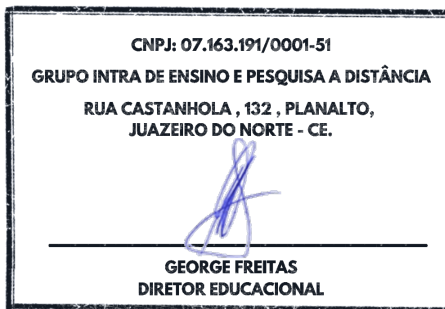 CNPJ: 07.163.191/0001-51
GRUPO INTRA DE ENSINO E PESQUISA A DISTÂNCIA
RUA CASTANHOLA , 132 , PLANALTO,
JUAZEIRO DO NORTE - CE.
GEORGE FREITAS
DIRETOR EDUCACIONAL